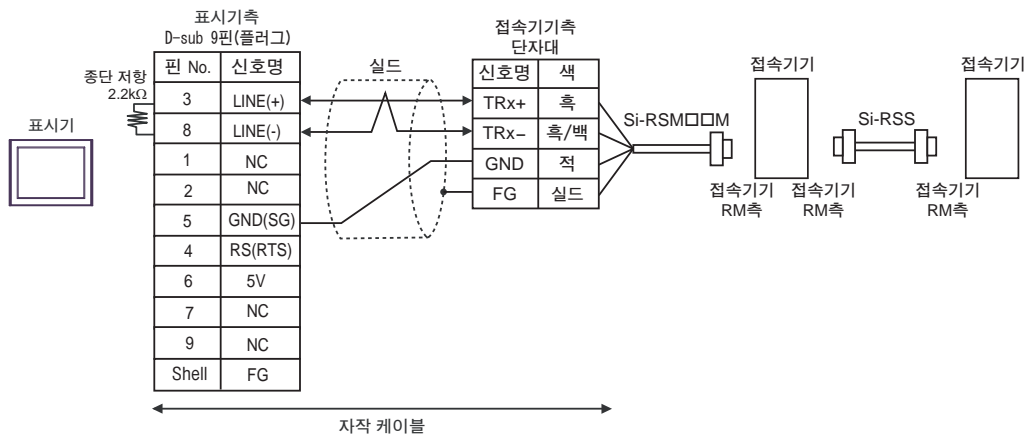 표시기측
D-sub 9핀(플러그)
핀 No. 신호명
3 LINE(+)
8 LINE(-)
1 NC
2 NC
5 GND(SG)
4 RS(RTS)
6 5V
7 NC
9 NC
Shell FG
종단 저항
2.2kΩ
표시기
실드
접속기기측
단자대
신호명 색
TRx+ 흑
TRx− 흑/백
GND 적
FG 실드
Si-RSM□□M
접속기기
접속기기
RM측
Si-RSS
접속기기
RM측
접속기기
접속기기
RM측
자작 케이블